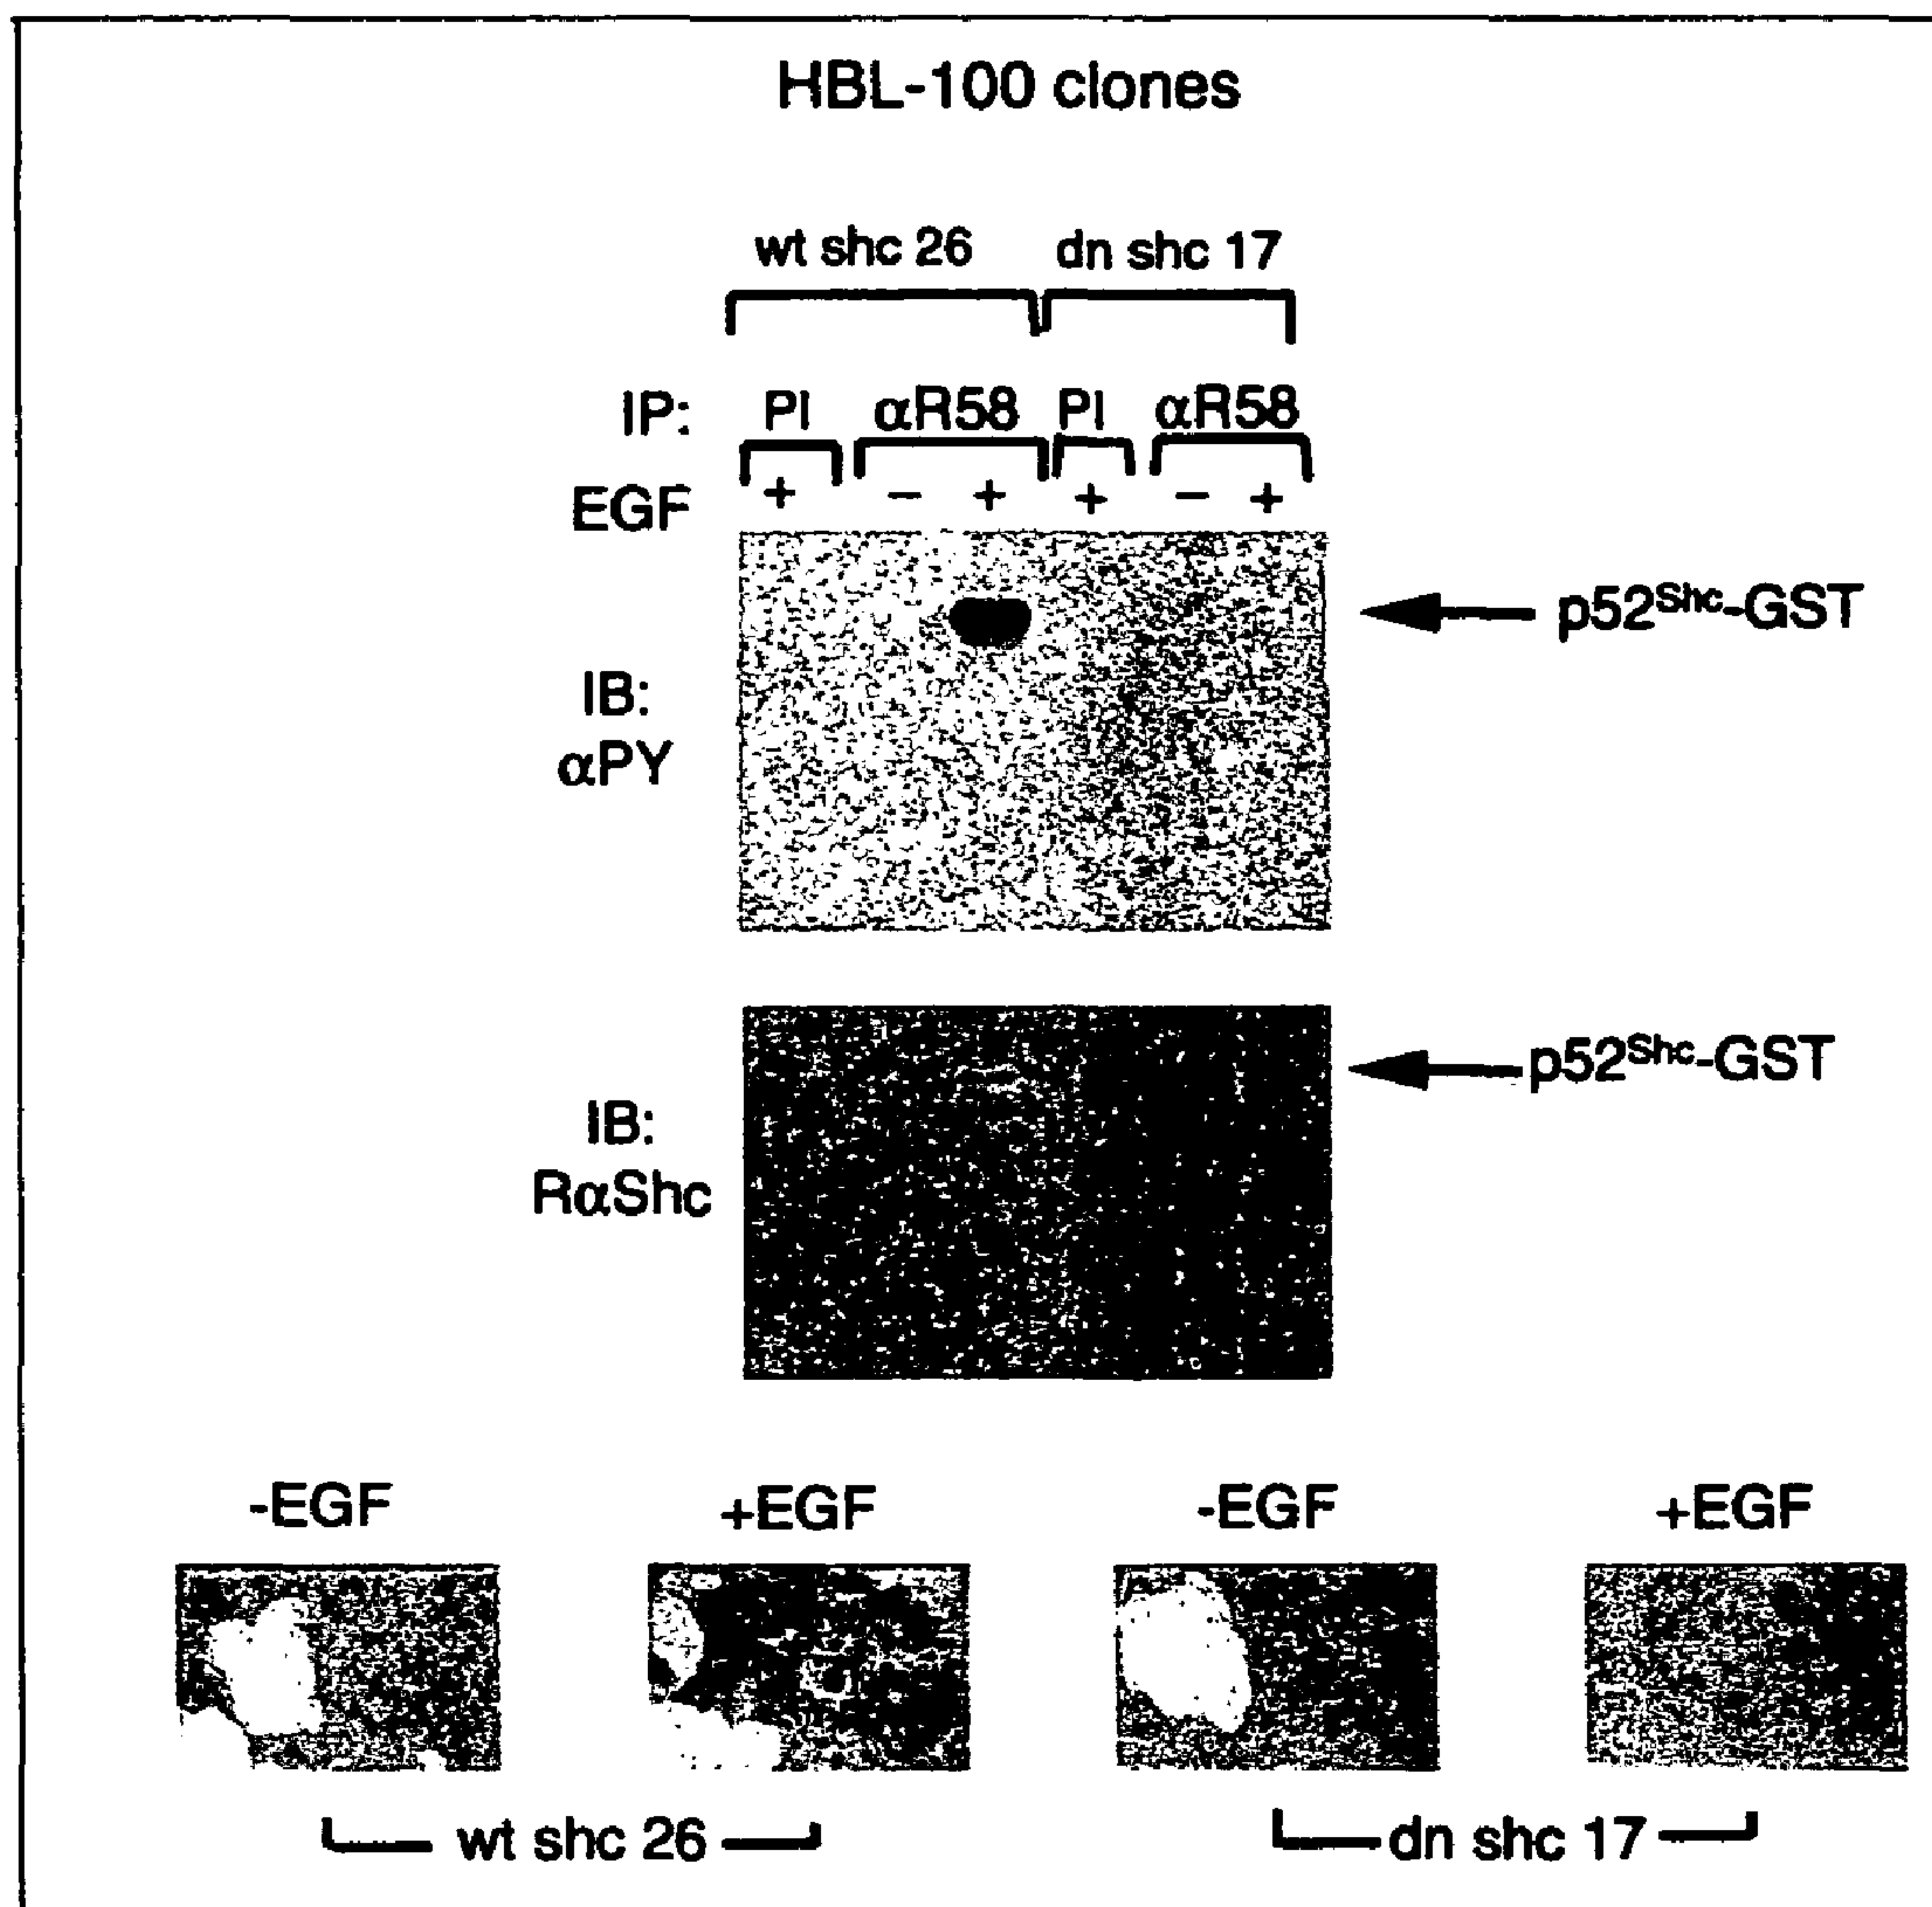 HBL-100 clones
wt shc 26 dn shc 17
IP: PI αR58 PI αR58
EGF + − + + − +
p52Shc-GST
IB:
αPY
p52Shc-GST
IB:
RαShc
-EGF +EGF -EGF +EGF
wt shc 26 dn shc 17